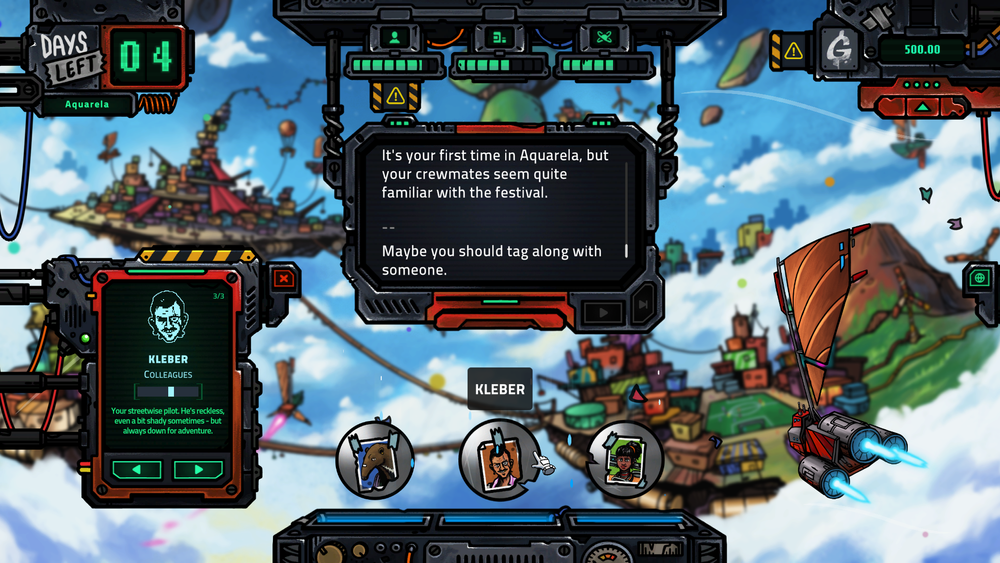 DAYS
LEFT
04
Aquarela
500.00
It's your first time in Aquarela, but
your crewmates seem quite
familiar with the festival.
--
Maybe you should tag along with
someone.
3/3
KLEBER
COLLEAGUES
Your streetwise pilot. He's reckless,
even a bit shady sometimes - but
always down for adventure.
KLEBER